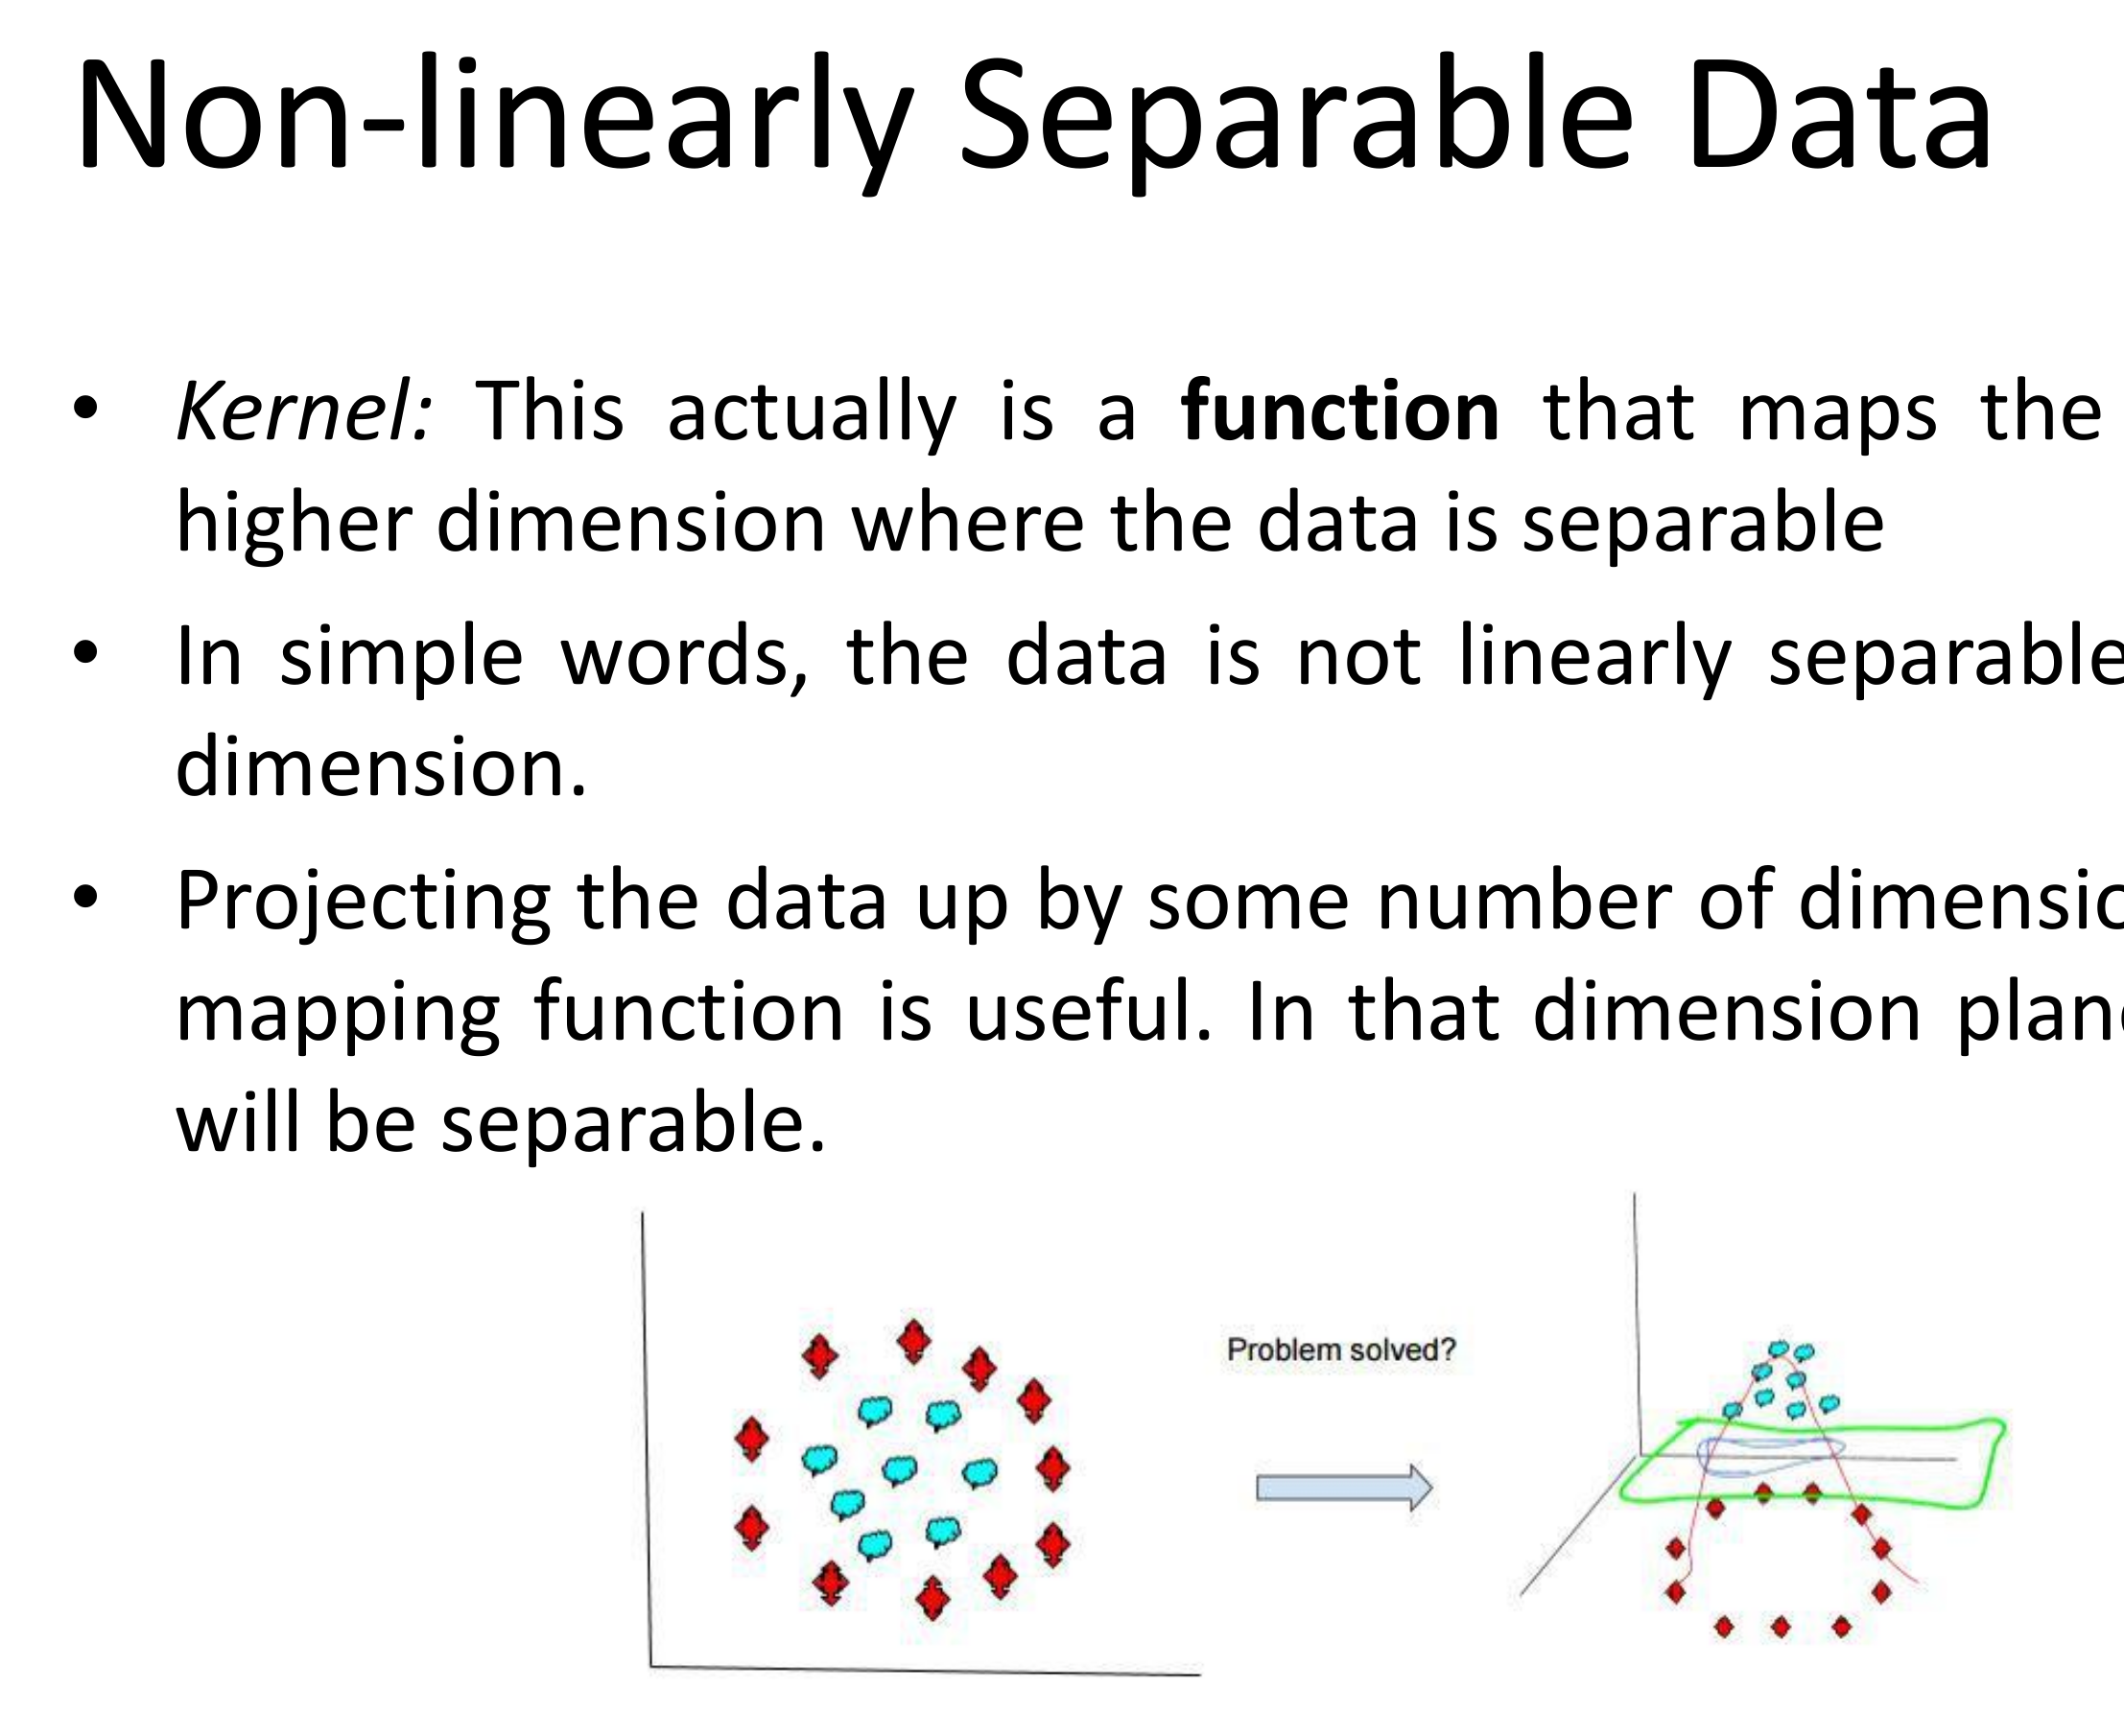 Non-linearly Separable Data
• Kernel: This actually is a function that maps the
higher dimension where the data is separable
• In simple words, the data is not linearly separable
dimension.
• Projecting the data up by some number of dimensio
mapping function is useful. In that dimension plan
will be separable.
Problem solved?